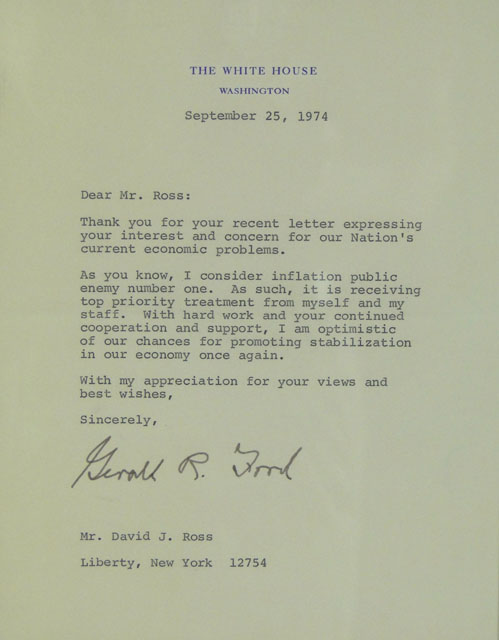 THE WHITE HOUSE
WASHINGTON
September 25, 1974
Dear Mr. Ross:
Thank you for your recent letter expressing
your interest and concern for our Nation's
current economic problems.
As you know, I consider inflation public
enemy number one. As such, it is receiving
top priority treatment from myself and my
staff. With hard work and your continued
cooperation and support, I am optimistic
of our chances for promoting stabilization
in our economy once again.
With my appreciation for your views and
best wishes,
Sincerely,
Gerald R. Ford
Mr. David J. Ross
Liberty, New York 12754